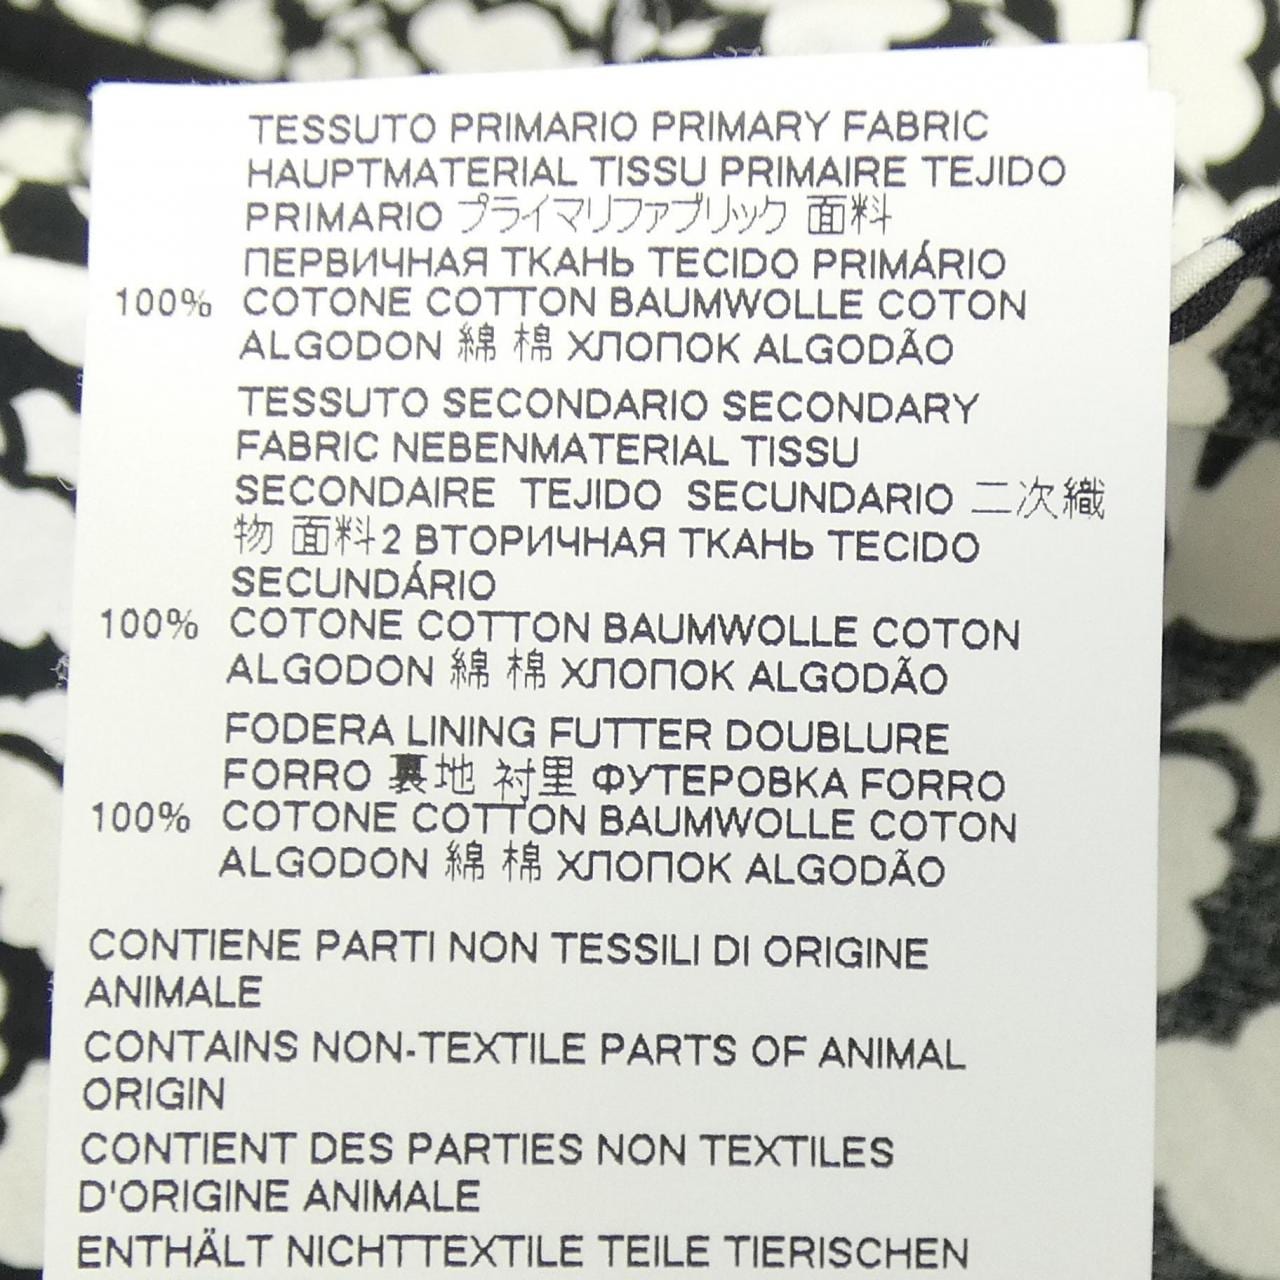 TESSUTO PRIMARIO PRIMARY FABRIC
HAUPTMATERIAL TISSU PRIMAIRE TEJIDO
PRIMARIO プライマリファブリック 面料
ПЕРВИЧНАЯ ТКАНЬ TECIDO PRIMÁRIO
100% COTONE COTTON BAUMWOLLE COTON
ALGODON 綿 棉 ХЛОПОК ALGODÃO
TESSUTO SECONDARIO SECONDARY
FABRIC NEBENMATERIAL TISSU
SECONDAIRE TEJIDO SECUNDARIO 二次織
物 面料2 ВТОРИЧНАЯ ТКАНЬ TECIDO
SECUNDÁRIO
100% COTONE COTTON BAUMWOLLE COTON
ALGODON 綿 棉 ХЛОПОК ALGODÃO
FODERA LINING FUTTER DOUBLURE
FORRO 裏地 衬里 ФУТЕРОВКА FORRO
100% COTONE COTTON BAUMWOLLE COTON
ALGODON 綿 棉 ХЛОПОК ALGODÃO
CONTIENE PARTI NON TESSILI DI ORIGINE
ANIMALE
CONTAINS NON-TEXTILE PARTS OF ANIMAL
ORIGIN
CONTIENT DES PARTIES NON TEXTILES
D'ORIGINE ANIMALE
ENTHÄLT NICHTTEXTILE TEILE TIERISCHEN